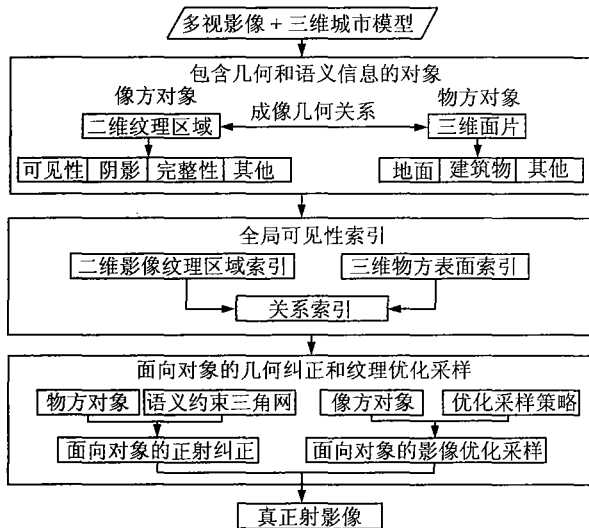 多视影像+三维城市模型
包含几何和语义信息的对象
像方对象 物方对象
二维纹理区域 成像几何关系 三维面片
可见性 阴影 完整性 其他 地面 建筑物 其他
全局可见性索引
二维影像纹理区域索引 三维物方表面索引
关系索引
面向对象的几何纠正和纹理优化采样
物方对象 语义约束三角网 像方对象 优化采样策略
面向对象的正射纠正 面向对象的影像优化采样
真正射影像